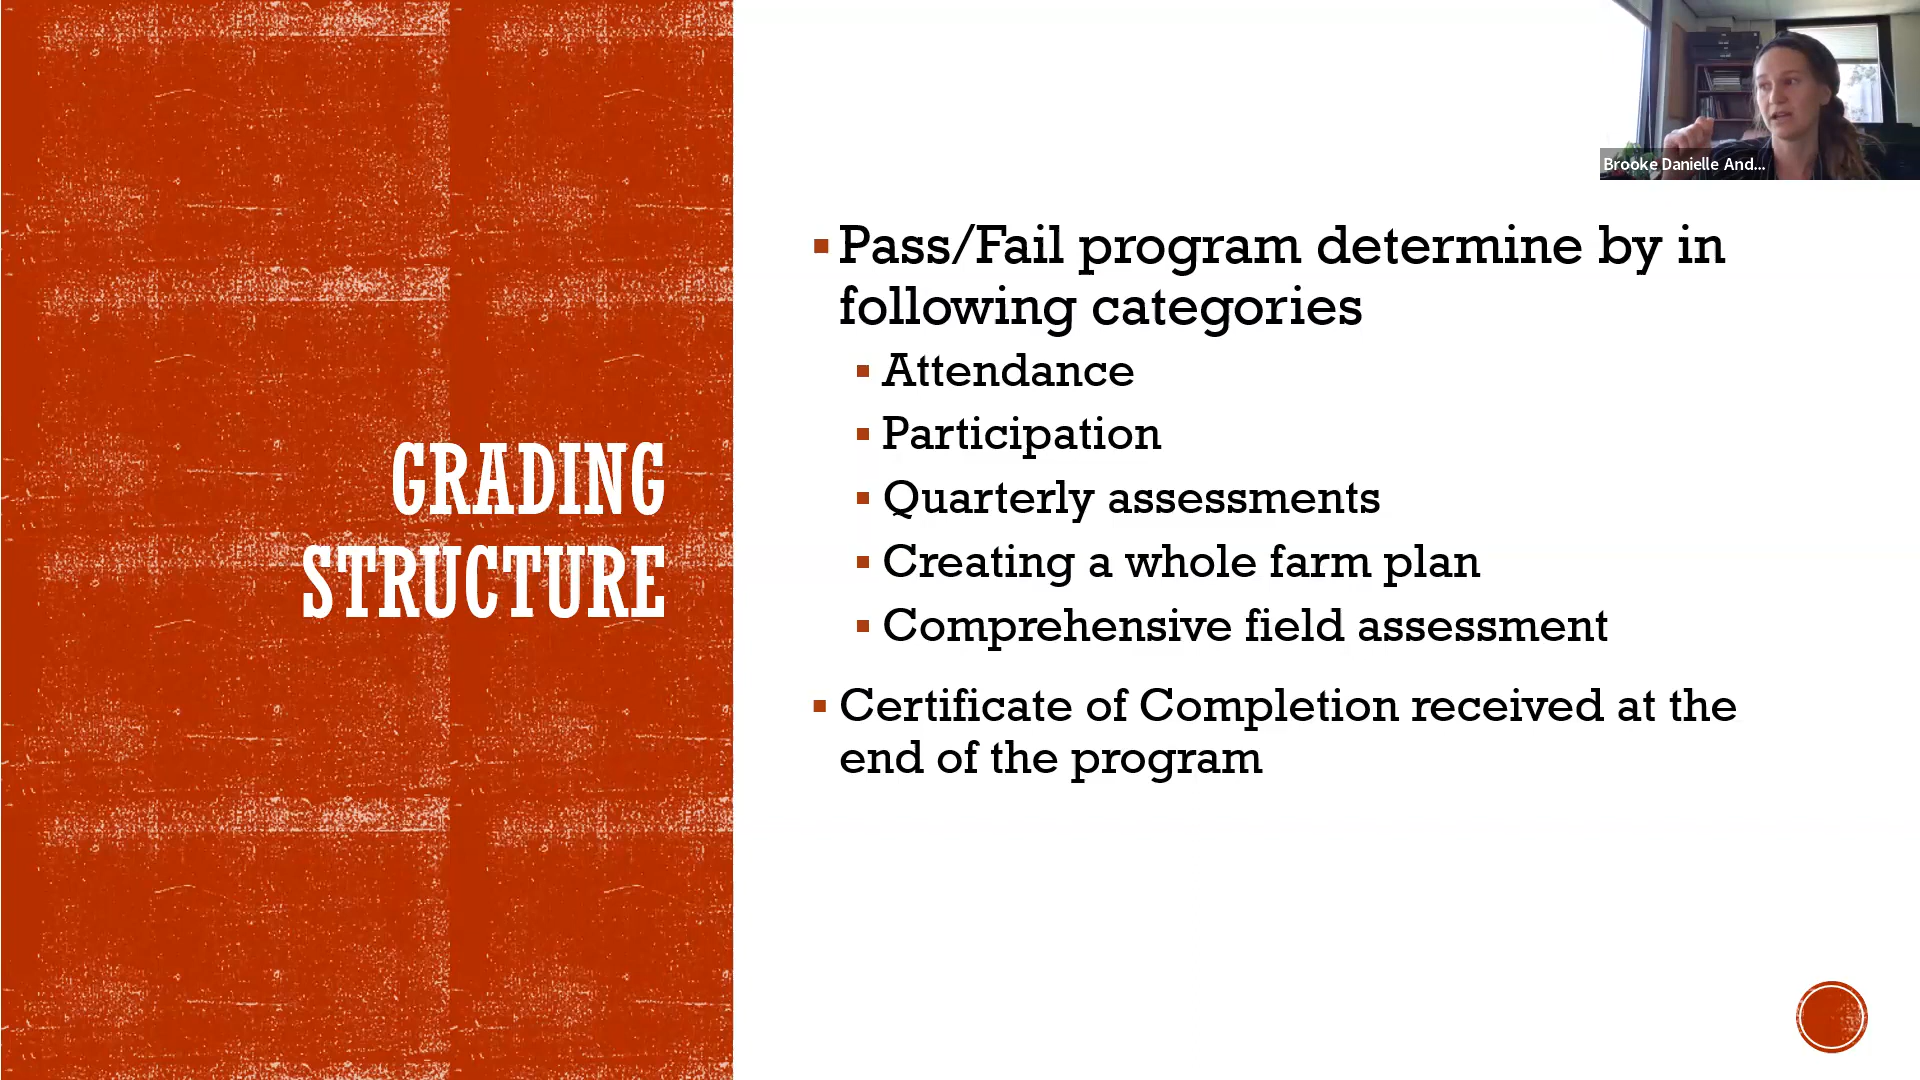 Brooke Danielle And...
GRADING
STRUCTURE
Pass/Fail program determine by in
following categories
Attendance
Participation
Quarterly assessments
Creating a whole farm plan
Comprehensive field assessment
Certificate of Completion received at the
end of the program